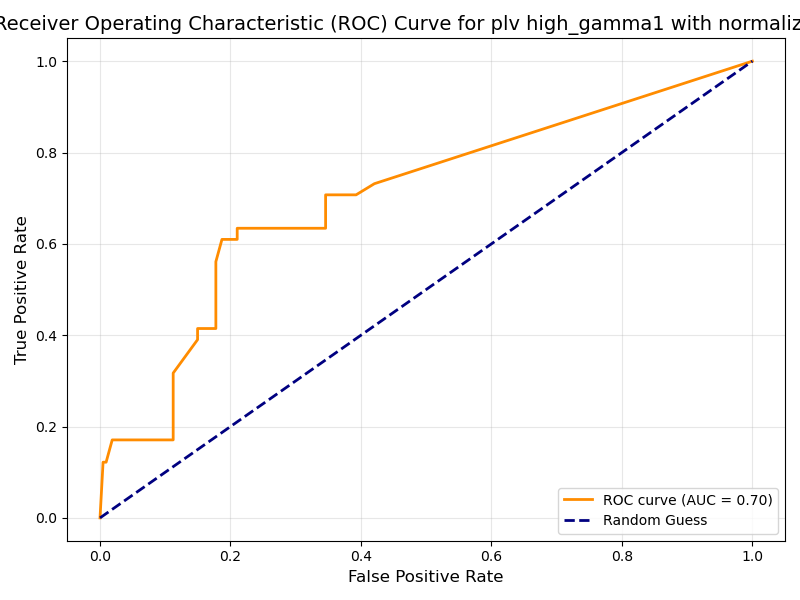 Receiver Operating Characteristic (ROC) Curve for plv high_gamma1 with normaliz
1.0
0.8
0.6
0.4
0.2
0.0
True Positive Rate
0.0 0.2 0.4 0.6 0.8 1.0
False Positive Rate
ROC curve (AUC = 0.70)
Random Guess